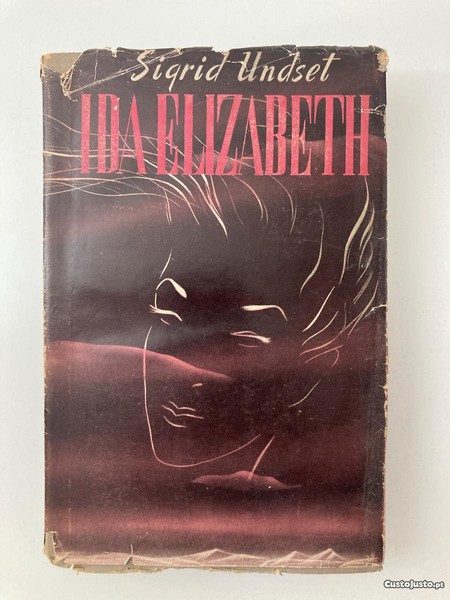 Sigrid Undset
IDA ELIZABETH
CustoJusto.pt